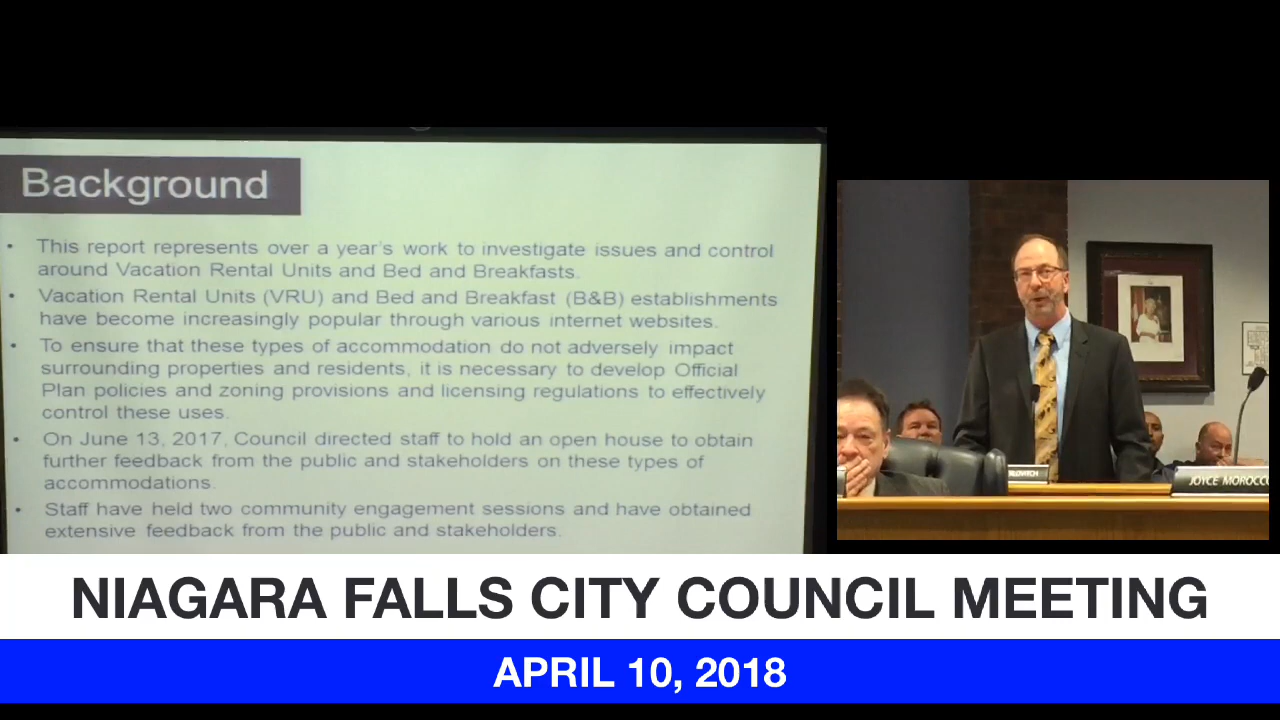 Background
• This report represents over a year's work to investigate issues and control
around Vacation Rental Units and Bed and Breakfasts.
• Vacation Rental Units (VRU) and Bed and Breakfast (B&B) establishments
have become increasingly popular through various internet websites.
• To ensure that these types of accommodation do not adversely impact
surrounding properties and residents, it is necessary to develop Official
Plan policies and zoning provisions and licensing regulations to effectively
control these uses.
• On June 13, 2017, Council directed staff to hold an open house to obtain
further feedback from the public and stakeholders on these types of
accommodations.
• Staff have held two community engagement sessions and have obtained
extensive feedback from the public and stakeholders.
JOYCE MOROCCO
NIAGARA FALLS CITY COUNCIL MEETING
APRIL 10, 2018